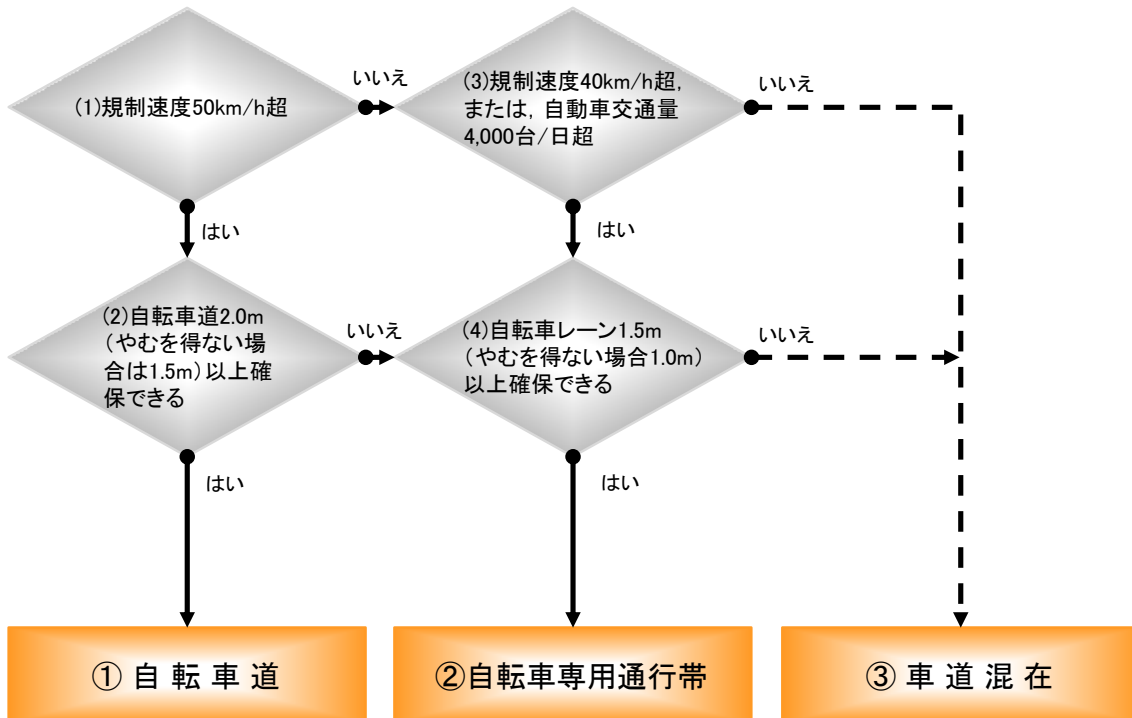 (1)規制速度50km/h超
いいえ
(3)規制速度40km/h超,
または, 自動車交通量
4,000台/日超
いいえ
はい
はい
(2)自転車道2.0m
(やむを得ない場
合は1.5m)以上確
保できる
いいえ
(4)自転車レーン1.5m
(やむを得ない場合1.0m)
以上確保できる
いいえ
はい
はい
① 自 転 車 道
②自転車専用通行帯
③ 車 道 混 在